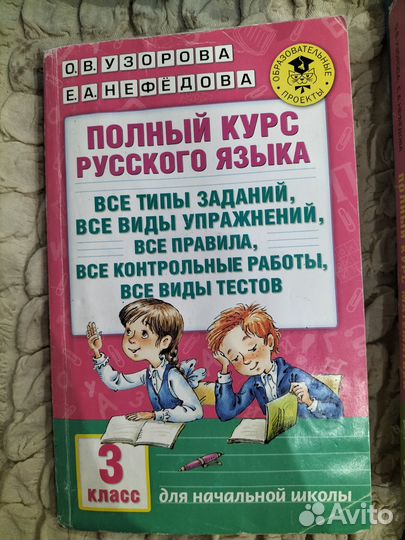 О.В. УЗОРОВА
Е.А. НЕФЁДОВА
ОБРАЗОВАТЕЛЬНЫЕ
ПРОЕКТЫ
ПОЛНЫЙ КУРС
РУССКОГО ЯЗЫКА
ВСЕ ТИПЫ ЗАДАНИЙ,
ВСЕ ВИДЫ УПРАЖНЕНИЙ,
ВСЕ ПРАВИЛА,
ВСЕ КОНТРОЛЬНЫЕ РАБОТЫ,
ВСЕ ВИДЫ ТЕСТОВ
3
КЛАСС
для начальной школы
Avito